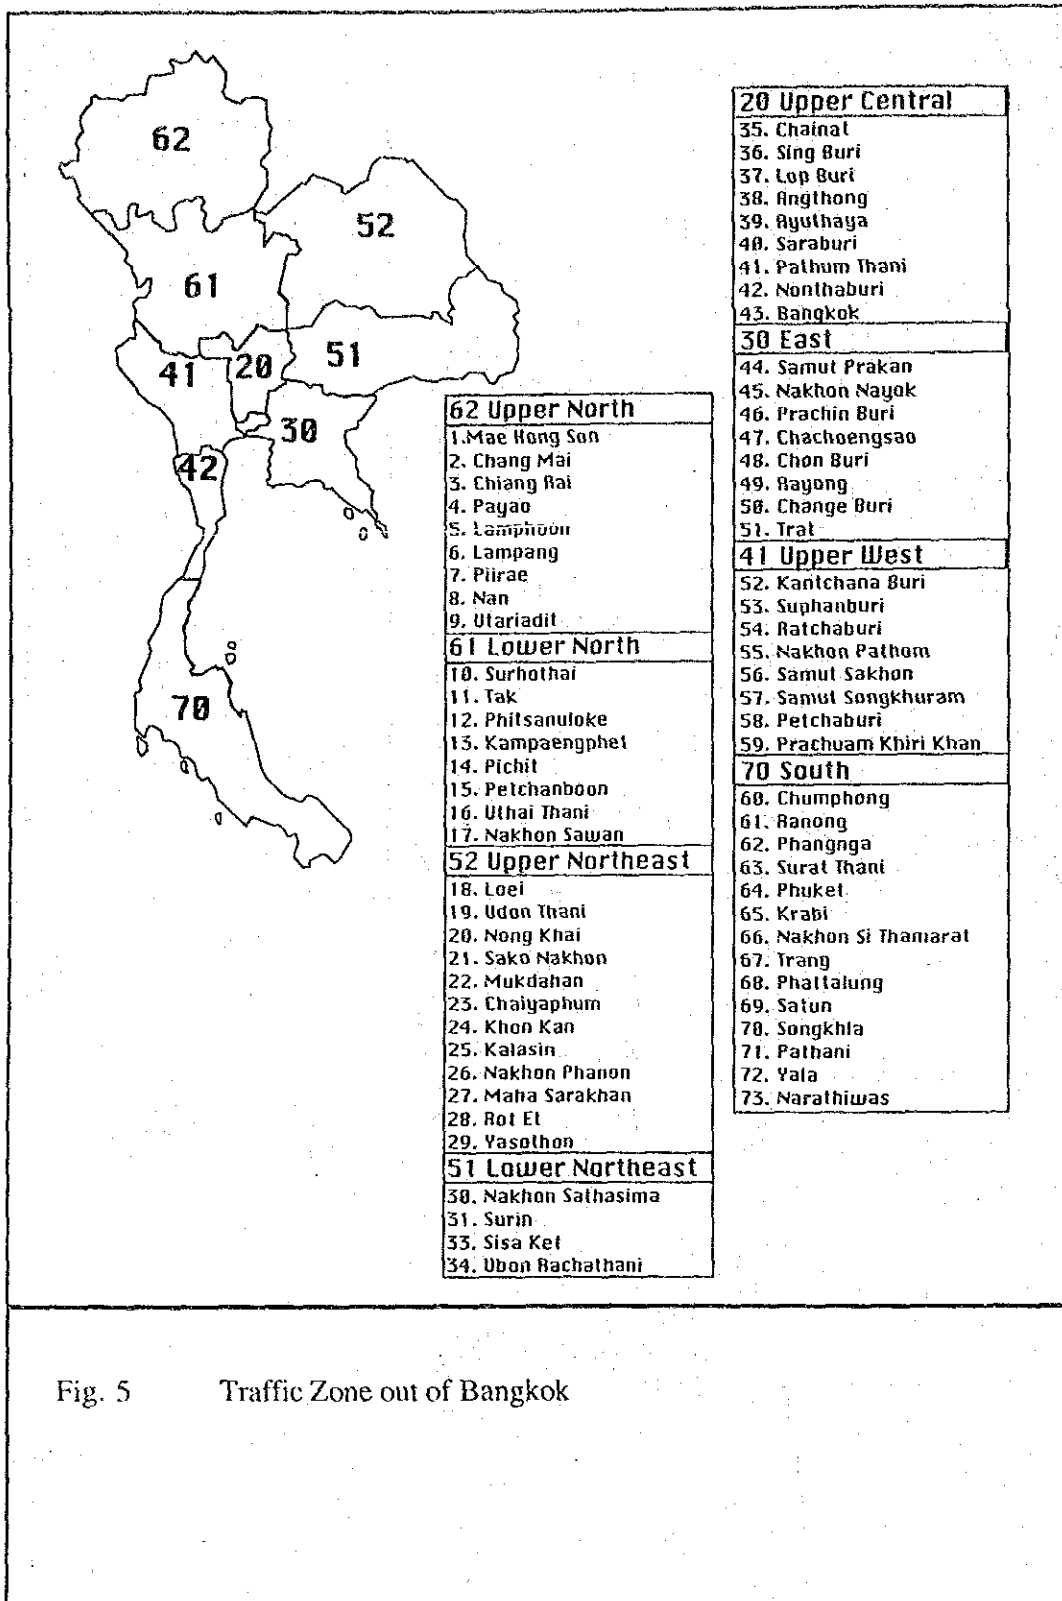 62
52
61
41
20
51
30
42
70
62 Upper North
1.Mae Hong Son
2. Chang Mai
3. Chiang Rai
4. Payao
5. Lamphoon
6. Lampang
7. Plirae
8. Nan
9. Utariadit
61 Lower North
10. Surhothai
11. Tak
12. Philsanuloke
13. Kampaengphet
14. Pichit
15. Petchanboon
16. Uthai Thani
17. Nakhon Sawan
52 Upper Northeast
18. Loei
19. Udon Thani
20. Nong Khai
21. Sako Nakhon
22. Mukdahan
23. Chaiyaphum
24. Khon Kan
25. Kalasin
26. Nakhon Phanon
27. Maha Sarakhan
28. Rot Et
29. Yasothon
51 Lower Northeast
30. Nakhon Sathasima
31. Surin
33. Sisa Ket
34. Ubon Rachathani
20 Upper Central
35. Chainat
36. Sing Buri
37. Lop Buri
38. Angthong
39. Ayuthaya
40. Saraburi
41. Pathum Thani
42. Nonthaburi
43. Bangkok
30 East
44. Samut Prakan
45. Nakhon Nayok
46. Prachin Buri
47. Chachoengsao
48. Chon Buri
49. Rayong
50. Change Buri
51. Trat
41 Upper West
52. Kantchana Buri
53. Suphanburi
54. Ratchaburi
55. Nakhon Pathom
56. Samut Sakhon
57. Samut Songkhuram
58. Petchaburi
59. Prachuam Khiri Khan
70 South
60. Chumphong
61. Ranong
62. Phangnga
63. Surat Thani
64. Phuket
65. Krabi
66. Nakhon Si Thamarat
67. Trang
68. Phattalung
69. Satun
70. Songkhla
71. Pathani
72. Yala
73. Narathiwas
Fig. 5 Traffic Zone out of Bangkok